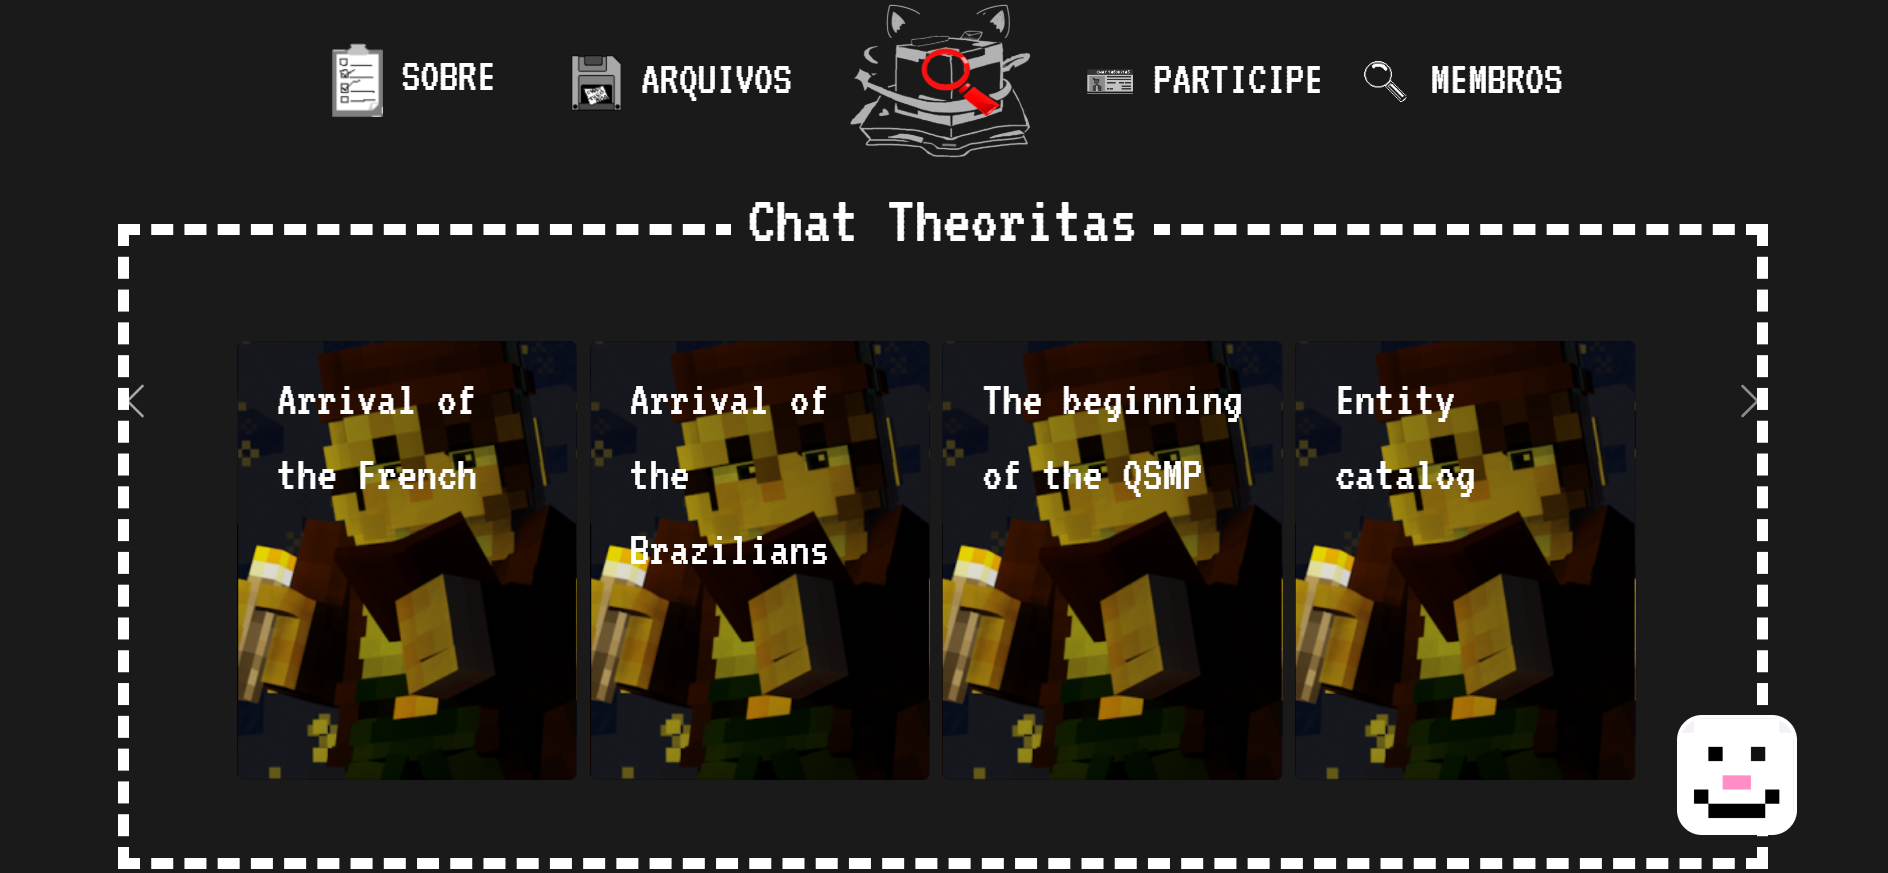 SOBRE
ARQUIVOS
PARTICIPE
MEMBROS
Chat Theoritas
Arrival of
the French
Arrival of
the
Brazilians
The beginning
of the QSMP
Entity
catalog